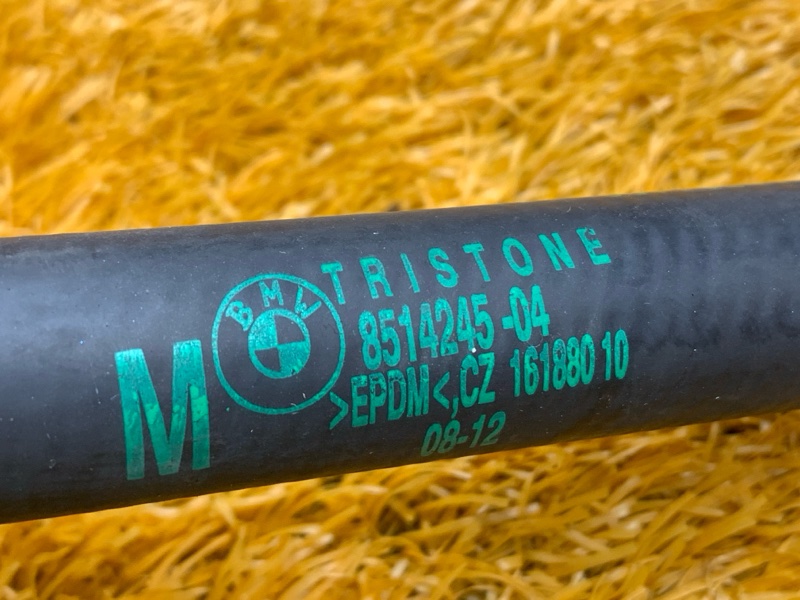 M
BMW
TRISTONE
8514245-04
>EPDM<,CZ 161880 10
08-12